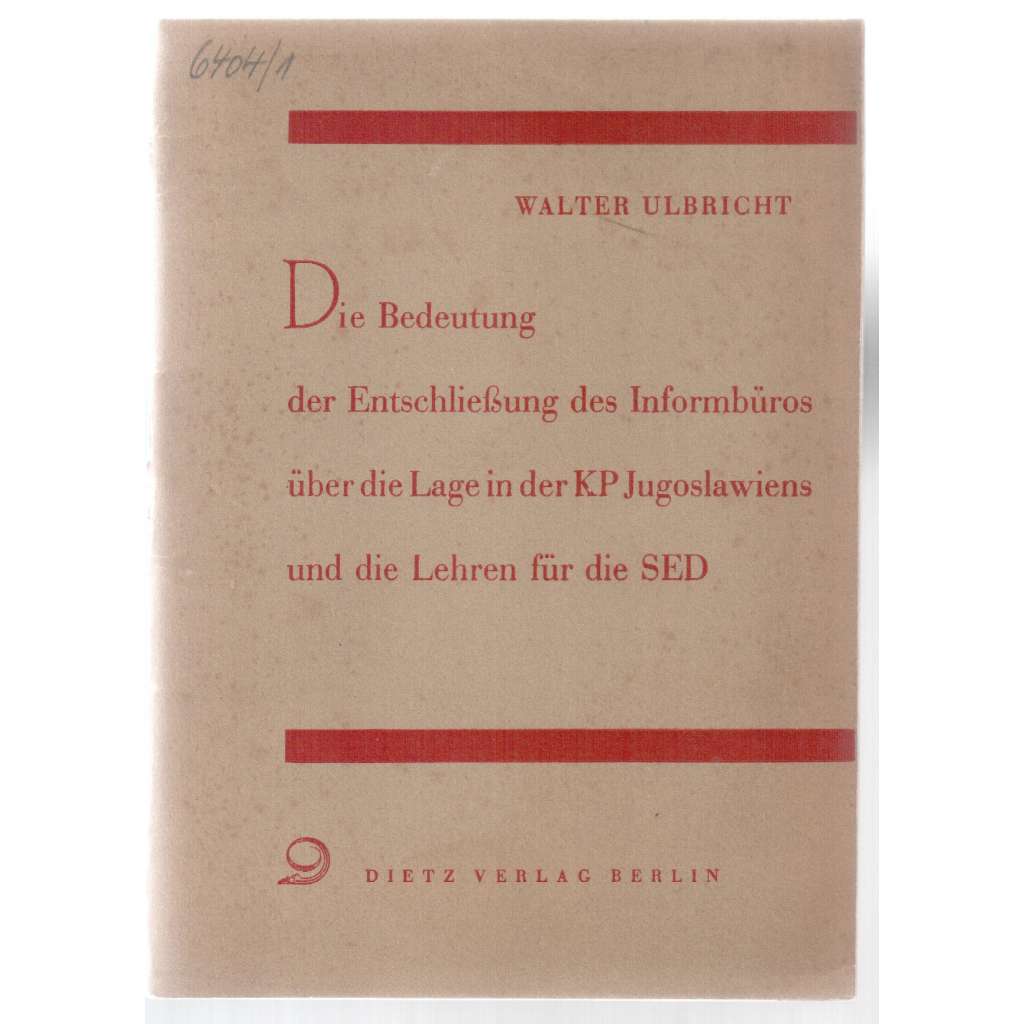 6404/1
WALTER ULBRICHT
Die Bedeutung
der Entschließung des Informbüros
über die Lage in der KP Jugoslawiens
und die Lehren für die SED
DIETZ VERLAG BERLIN